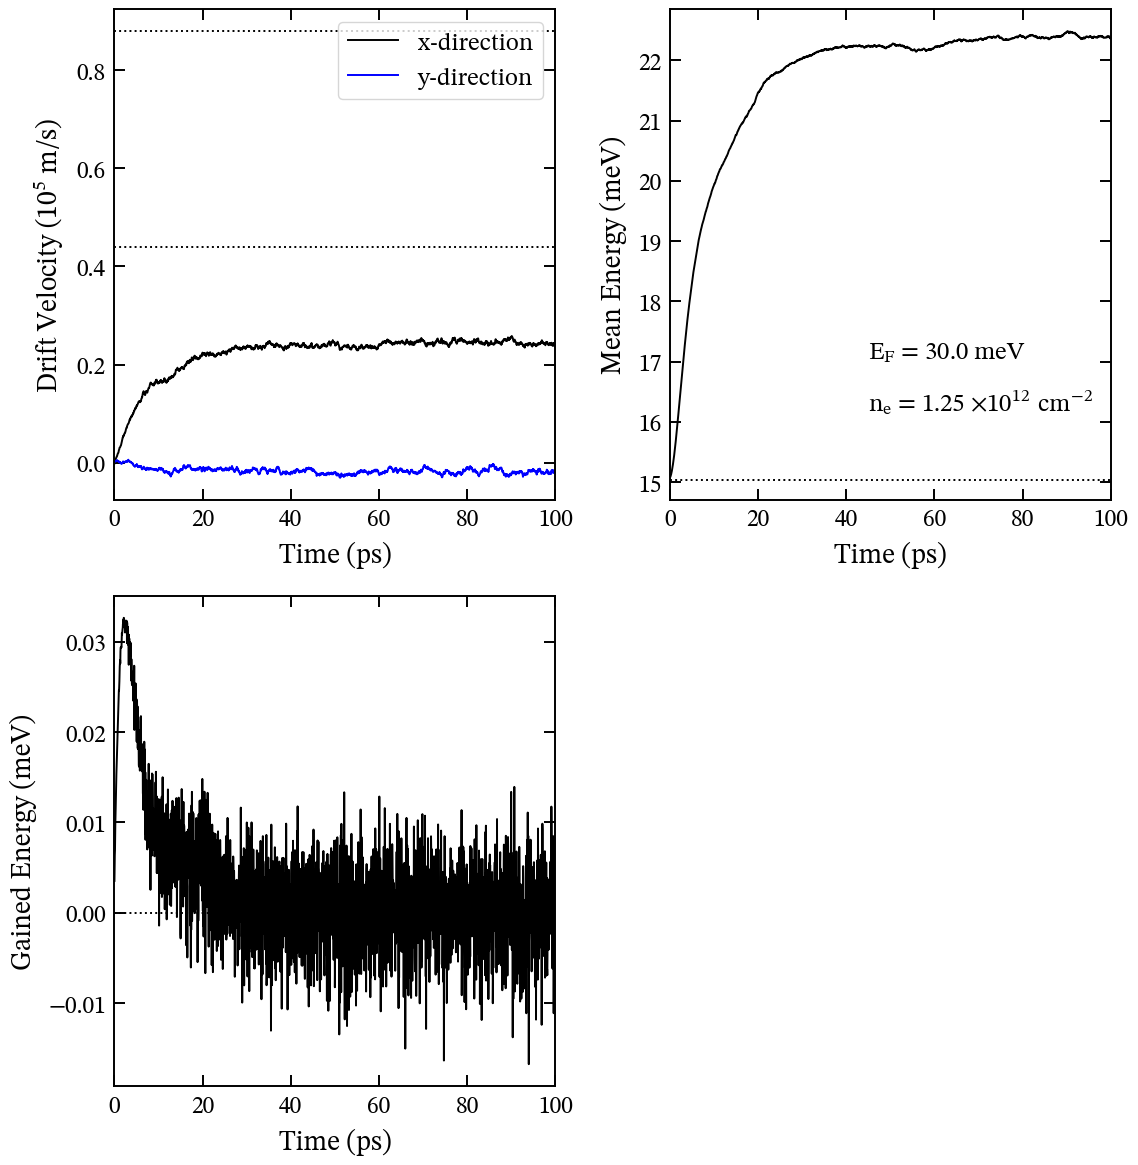 Drift Velocity (10⁵ m/s)
0.8
0.6
0.4
0.2
0.0
x-direction
y-direction
0 20 40 60 80 100
Time (ps)
Mean Energy (meV)
22
21
20
19
18
17
16
15
E_F = 30.0 meV
n_e = 1.25 ×10¹² cm⁻²
0 20 40 60 80 100
Time (ps)
Gained Energy (meV)
0.03
0.02
0.01
0.00
−0.01
0 20 40 60 80 100
Time (ps)